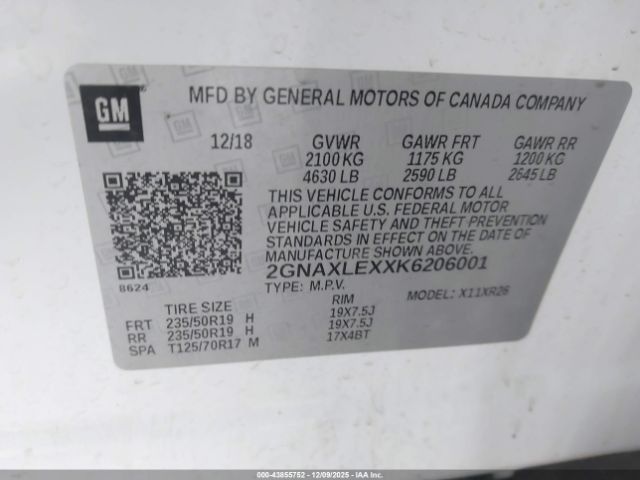 GM
MFD BY GENERAL MOTORS OF CANADA COMPANY
12/18 GVWR GAWR FRT GAWR RR
2100 KG 1175 KG 1200 KG
4630 LB 2590 LB 2645 LB
THIS VEHICLE CONFORMS TO ALL
APPLICABLE U.S. FEDERAL MOTOR
VEHICLE SAFETY AND THEFT PREVENTION
STANDARDS IN EFFECT ON THE DATE OF
MANUFACTURE SHOWN ABOVE.
2GNAXLEXXK6206001
8624
TYPE: M.P.V. MODEL: X11XR26
TIRE SIZE RIM
FRT 235/50R19 H 19X7.5J
RR 235/50R19 H 19X7.5J
SPA T125/70R17 M 17X4BT
000-43855752 - 12/09/2025 - IAA Inc.